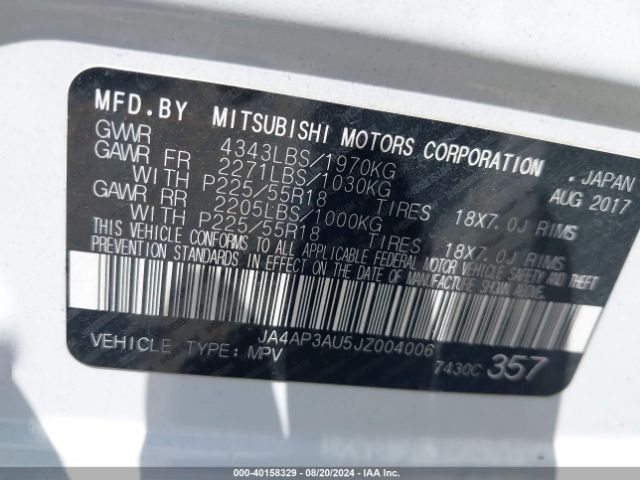 MFD.BY MITSUBISHI MOTORS CORPORATION . JAPAN
GVWR 4343LBS/1970KG AUG 2017
GAWR FR 2271LBS/1030KG
WITH P225/55R18 TIRES 18X7.0J RIMS
GAWR RR 2205LBS/1000KG
WITH P225/55R18 TIRES 18X7.0J RIMS
THIS VEHICLE CONFORMS TO ALL APPLICABLE FEDERAL MOTOR VEHICLE SAFETY AND THEFT
PREVENTION STANDARDS IN EFFECT ON THE DATE OF MANUFACTURE SHOWN ABOVE.
JA4AP3AU5JZ004006
VEHICLE TYPE: MPV 7430C 357
000-40158329 - 08/20/2024 - IAAI.COM